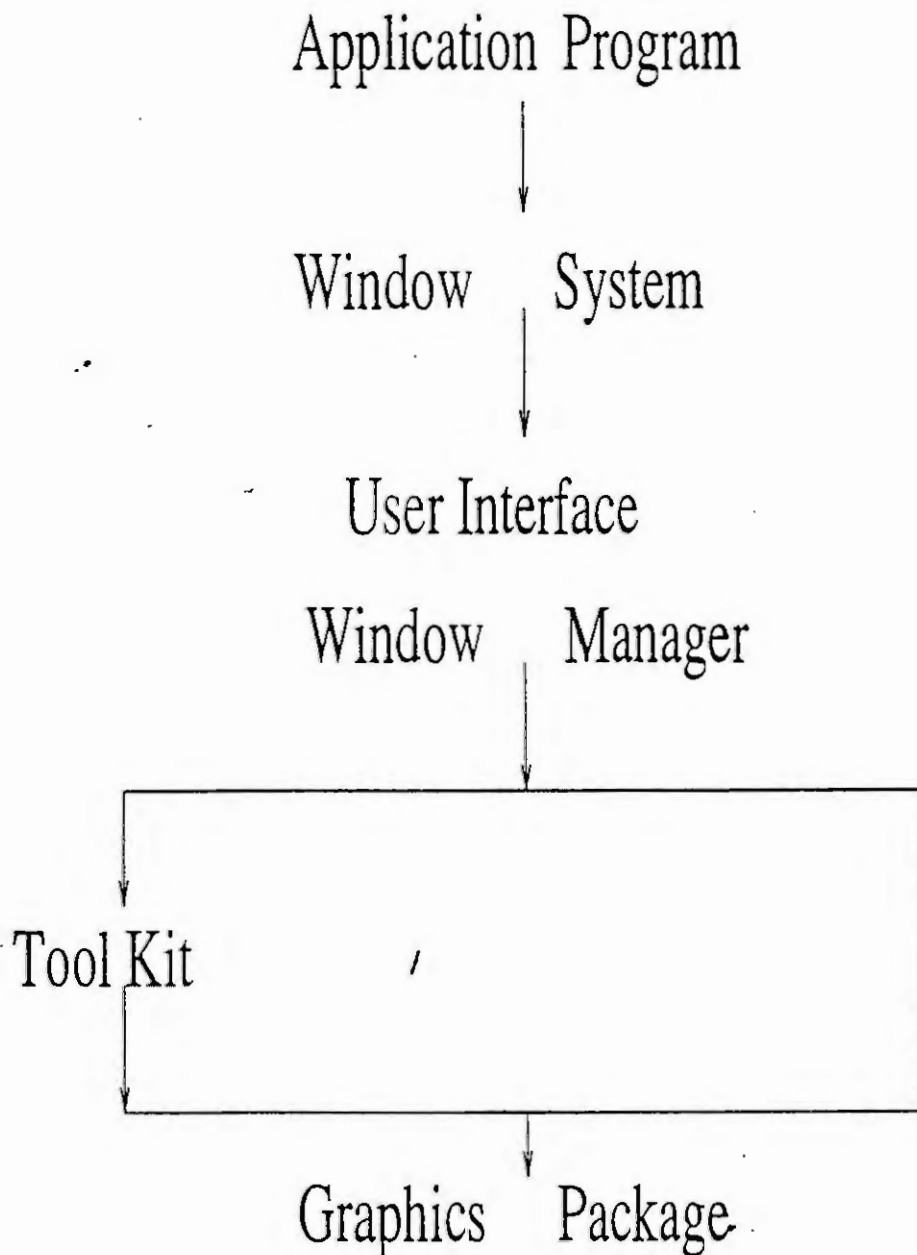 Application Program
Window System
User Interface
Window Manager
Tool Kit
Graphics Package